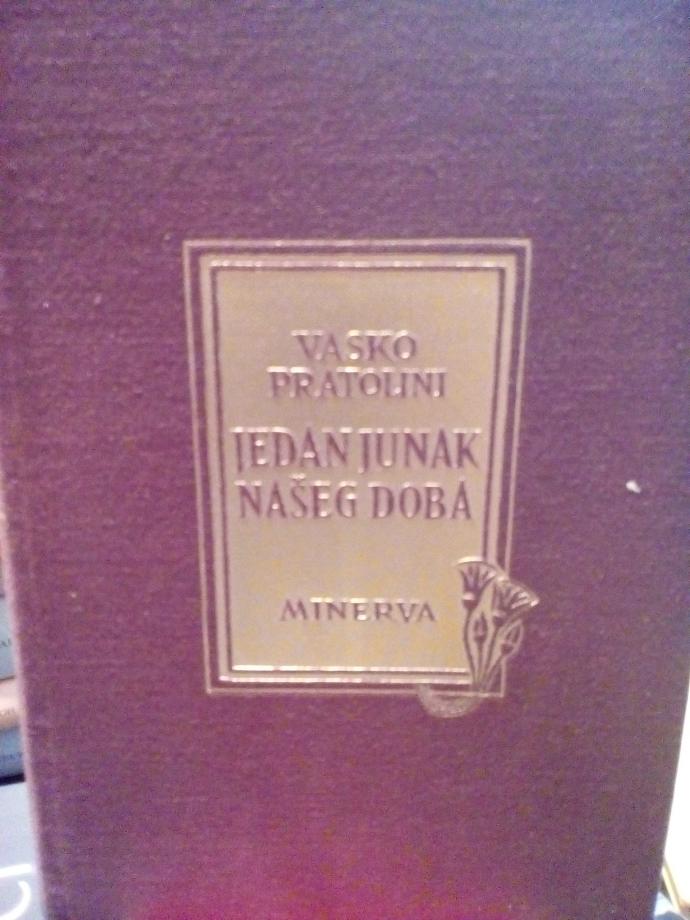 VASKO
PRATOLINI
JEDAN JUNAK
NAŠEG DOBA
MINERVA